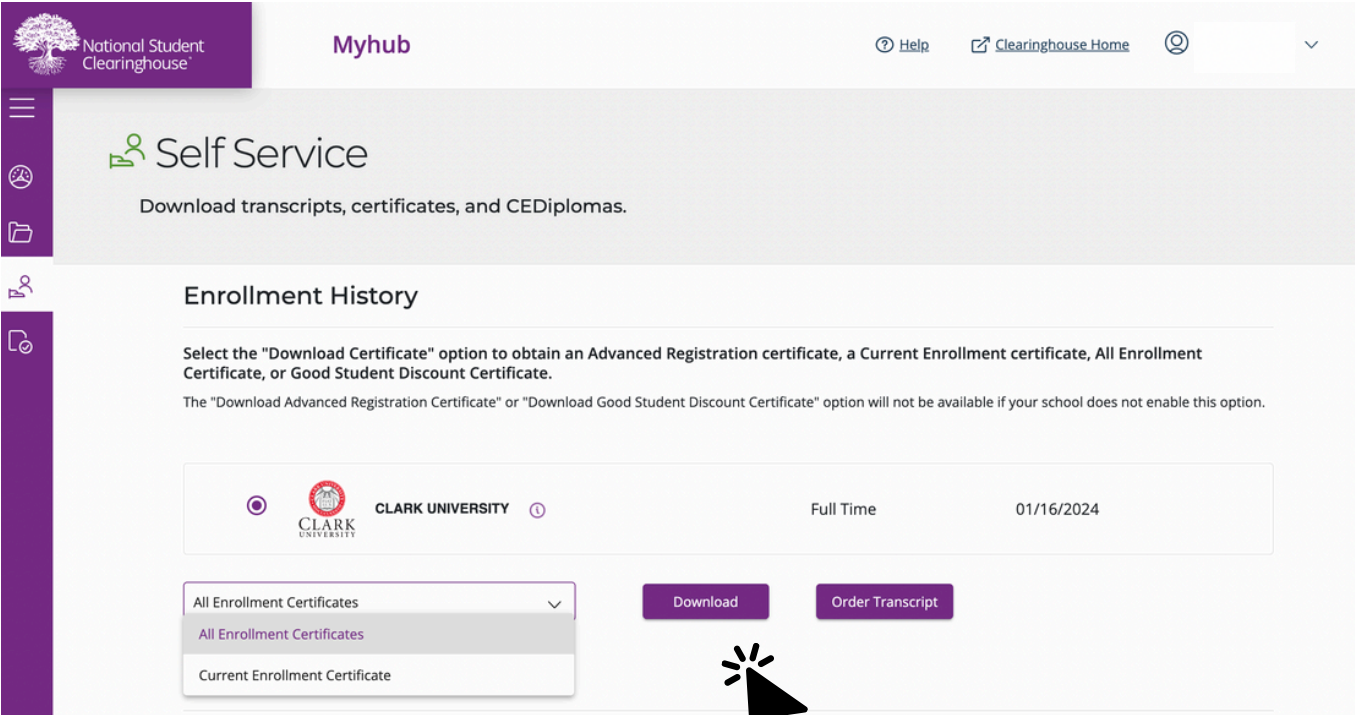 National Student
Clearinghouse
Myhub
Help
Clearinghouse Home
Self Service
Download transcripts, certificates, and CEDiplomas.
Enrollment History
Select the "Download Certificate" option to obtain an Advanced Registration certificate, a Current Enrollment certificate, All Enrollment
Certificate, or Good Student Discount Certificate.
The "Download Advanced Registration Certificate" or "Download Good Student Discount Certificate" option will not be available if your school does not enable this option.
CLARK
UNIVERSITY
CLARK UNIVERSITY
Full Time
01/16/2024
All Enrollment Certificates
Download
Order Transcript
All Enrollment Certificates
Current Enrollment Certificate